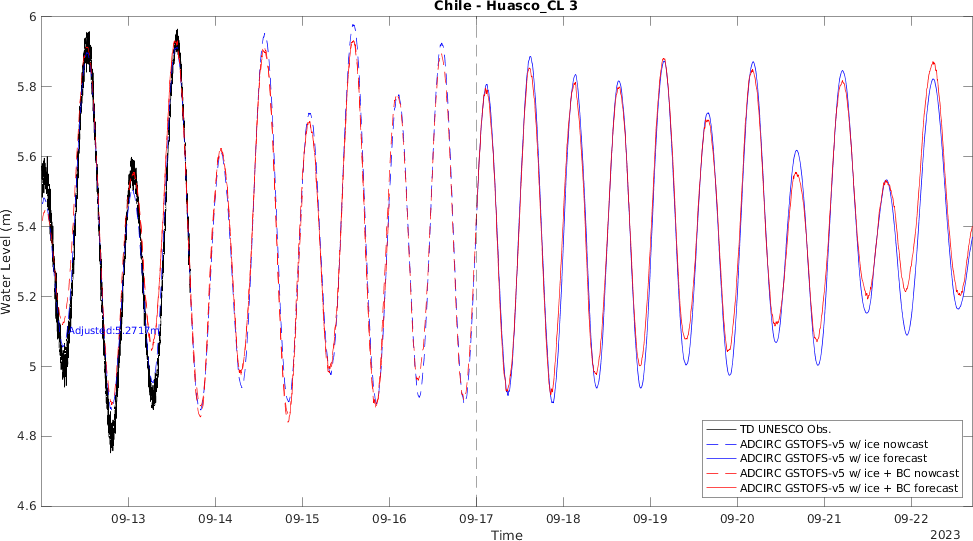 Chile - Huasco_CL 3
Water Level (m)
6
5.8
5.6
5.4
5.2
5
4.8
4.6
Adjusted:5.2717m
TD UNESCO Obs.
ADCIRC GSTOFS-v5 w/ ice nowcast
ADCIRC GSTOFS-v5 w/ ice forecast
ADCIRC GSTOFS-v5 w/ ice + BC nowcast
ADCIRC GSTOFS-v5 w/ ice + BC forecast
09-13 09-14 09-15 09-16 09-17 09-18 09-19 09-20 09-21 09-22
Time
2023